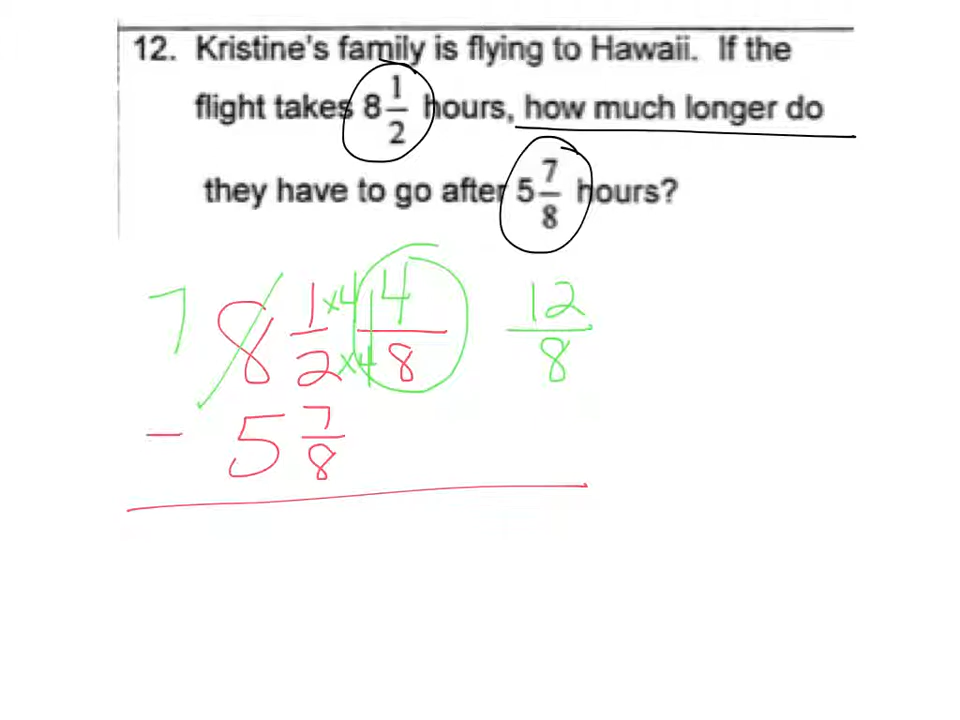 12. Kristine's family is flying to Hawaii. If the
flight takes 8 1/2 hours, how much longer do
they have to go after 5 7/8 hours?
7 8 1/2 ×4 ×4 4/8 12/8
- 5 7/8